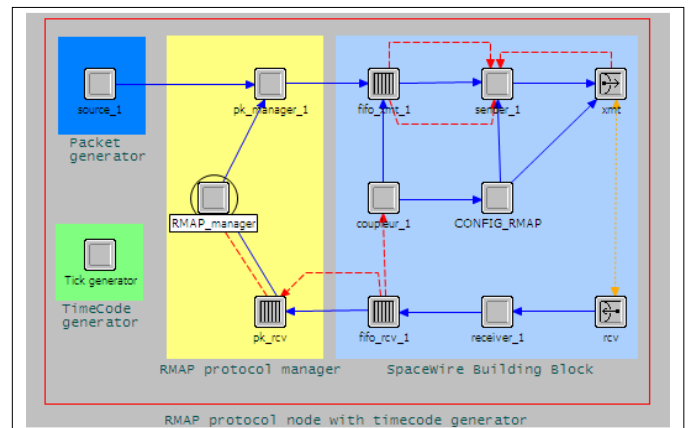 source_1
pk_manager_1
fifo_xmt_1
sender_1
xmt
Packet
generator
RMAP_manager
coupleur_1
CONFIG_RMAP
Tick generator
TimeCode
generator
pk_rcv
fifo_rcv_1
receiver_1
rcv
RMAP protocol manager
SpaceWire Building Block
RMAP protocol node with timecode generator